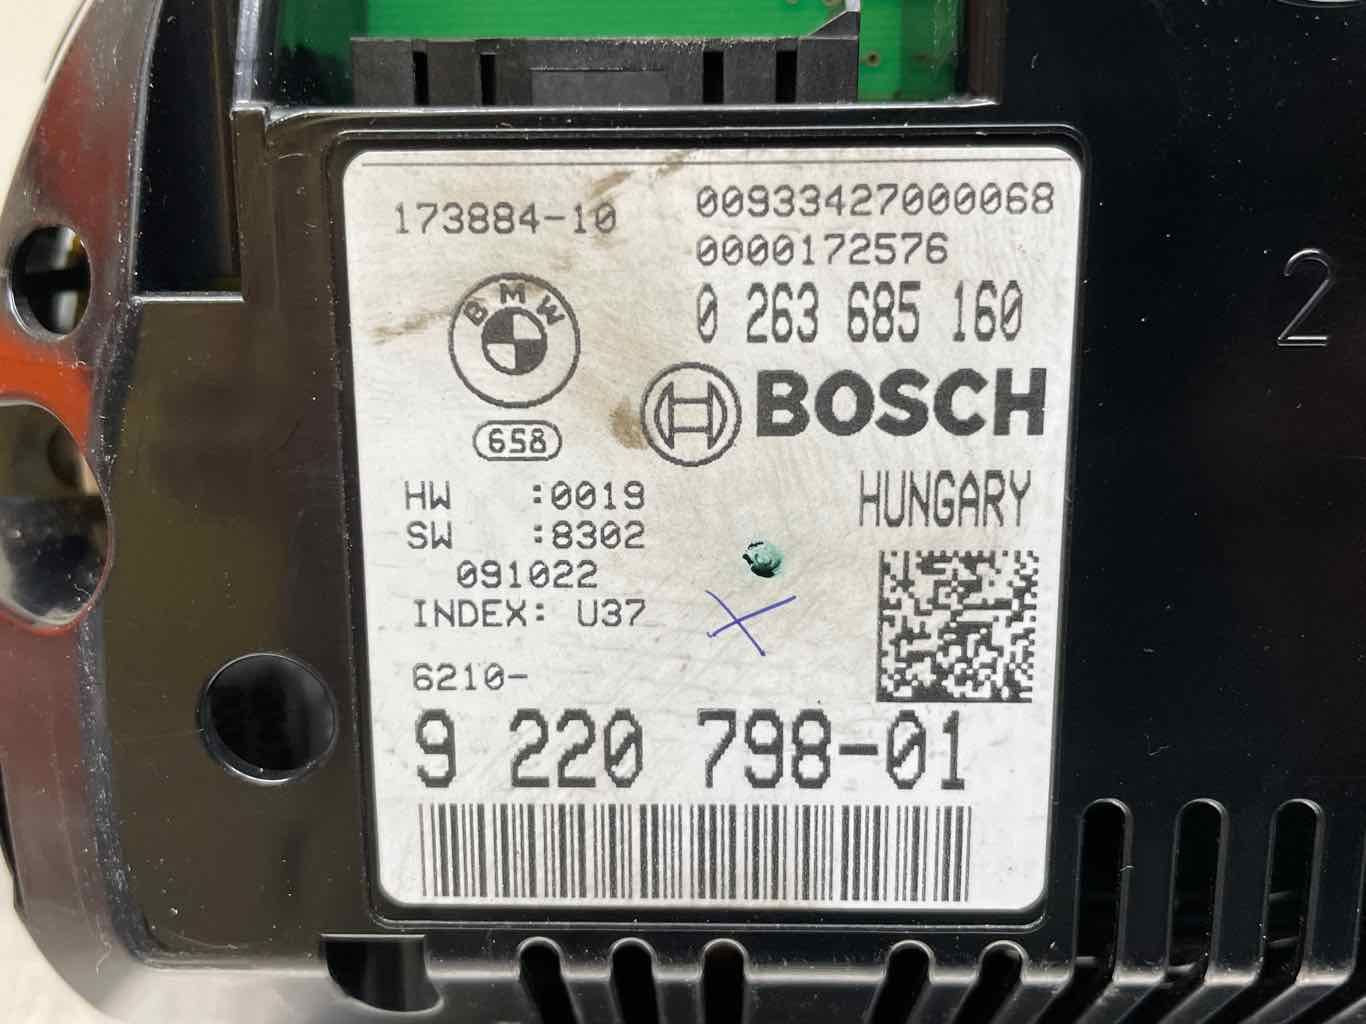 173884-10
00933427000068
0000172576
0 263 685 160
BMW
BOSCH
658
HUNGARY
HW :0019
SW :8302
091022
INDEX: U37
6210-
9 220 798-01
2